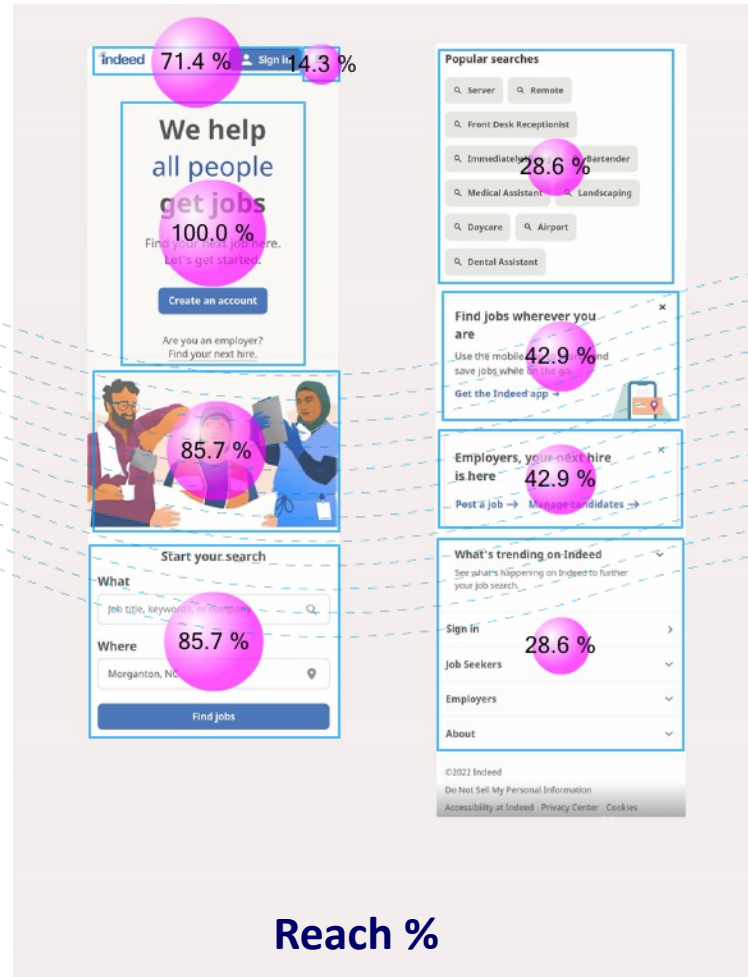 indeed 71.4 % Sign in 14.3 %
We help
all people
get jobs
100.0 %
Find your next job here.
Let's get started.
Create an account
Are you an employer?
Find your next hire.
85.7 %
Start your search
What
Job title, keywords, or company
Where
85.7 %
Morganton, NC
Find jobs
Popular searches
Server Remote
Front Desk Receptionist
Immediately Bartender
28.6 %
Medical Assistant Landscaping
Daycare Airport
Dental Assistant
Find jobs wherever you
are
Use the mobile and
42.9 %
save jobs while on the go.
Get the Indeed app →
Employers, your next hire
is here
42.9 %
Post a job → Manage candidates →
What's trending on Indeed
See what's happening on Indeed to further
your job search.
Sign in
28.6 %
Job Seekers
Employers
About
©2022 Indeed
Do Not Sell My Personal Information
Accessibility at Indeed Privacy Center Cookies
Reach %